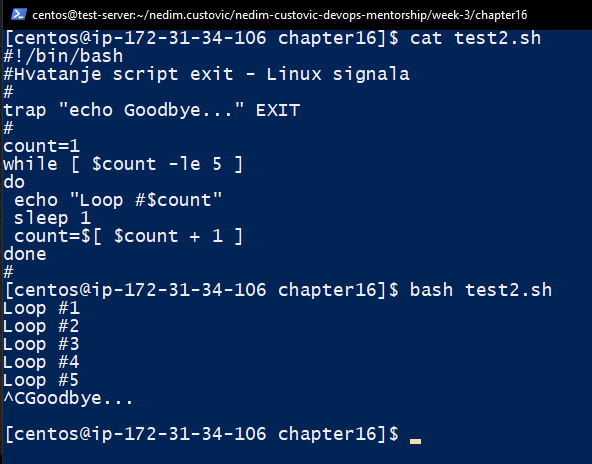 centos@test-server:~/nedim.custovic/nedim-custovic-devops-mentorship/week-3/chapter16
[centos@ip-172-31-34-106 chapter16]$ cat test2.sh
#!/bin/bash
#Hvatanje script exit - Linux signala
#
trap "echo Goodbye..." EXIT
#
count=1
while [ $count -le 5 ]
do
 echo "Loop #$count"
 sleep 1
 count=$[ $count + 1 ]
done
#
[centos@ip-172-31-34-106 chapter16]$ bash test2.sh
Loop #1
Loop #2
Loop #3
Loop #4
Loop #5
^CGoodbye...
[centos@ip-172-31-34-106 chapter16]$